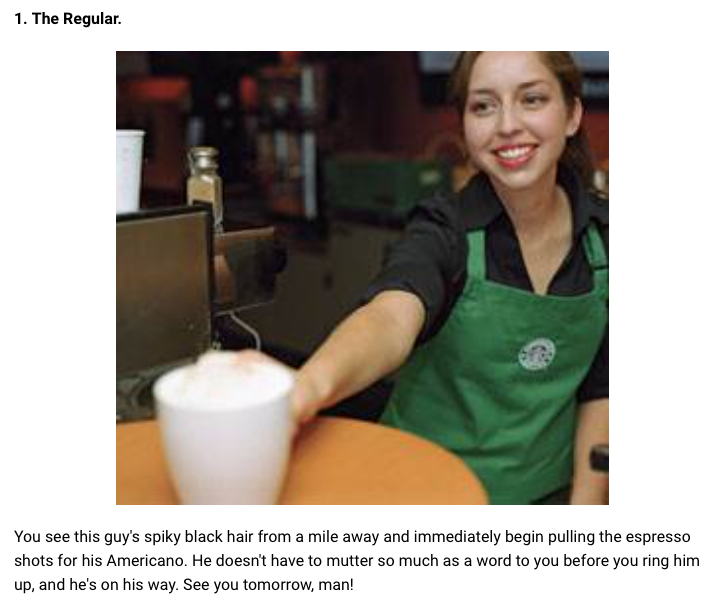 1. The Regular.
You see this guy's spiky black hair from a mile away and immediately begin pulling the espresso
shots for his Americano. He doesn't have to mutter so much as a word to you before you ring him
up, and he's on his way. See you tomorrow, man!